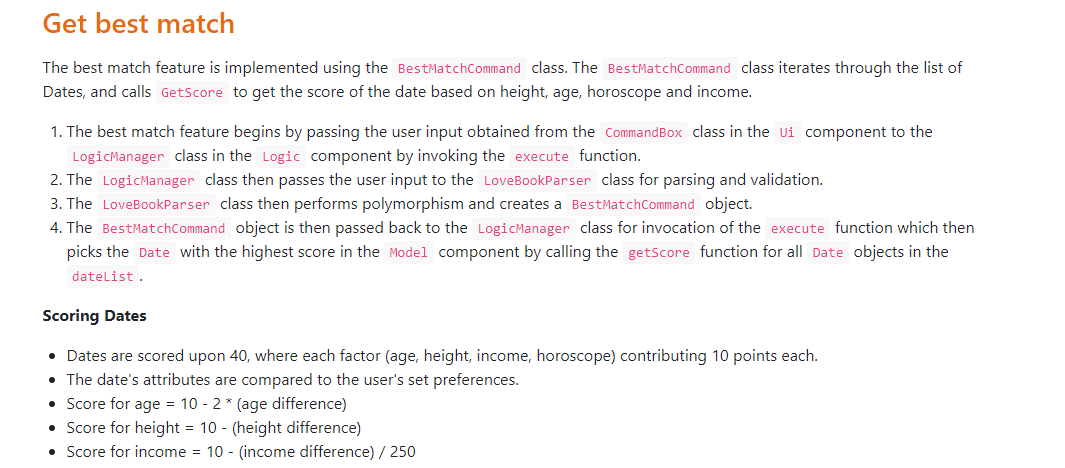 Get best match
The best match feature is implemented using the BestMatchCommand class. The BestMatchCommand class iterates through the list of
Dates, and calls GetScore to get the score of the date based on height, age, horoscope and income.
1. The best match feature begins by passing the user input obtained from the CommandBox class in the Ui component to the
LogicManager class in the Logic component by invoking the execute function.
2. The LogicManager class then passes the user input to the LoveBookParser class for parsing and validation.
3. The LoveBookParser class then performs polymorphism and creates a BestMatchCommand object.
4. The BestMatchCommand object is then passed back to the LogicManager class for invocation of the execute function which then
picks the Date with the highest score in the Model component by calling the getScore function for all Date objects in the
dateList .
Scoring Dates
• Dates are scored upon 40, where each factor (age, height, income, horoscope) contributing 10 points each.
• The date's attributes are compared to the user's set preferences.
• Score for age = 10 - 2 * (age difference)
• Score for height = 10 - (height difference)
• Score for income = 10 - (income difference) / 250